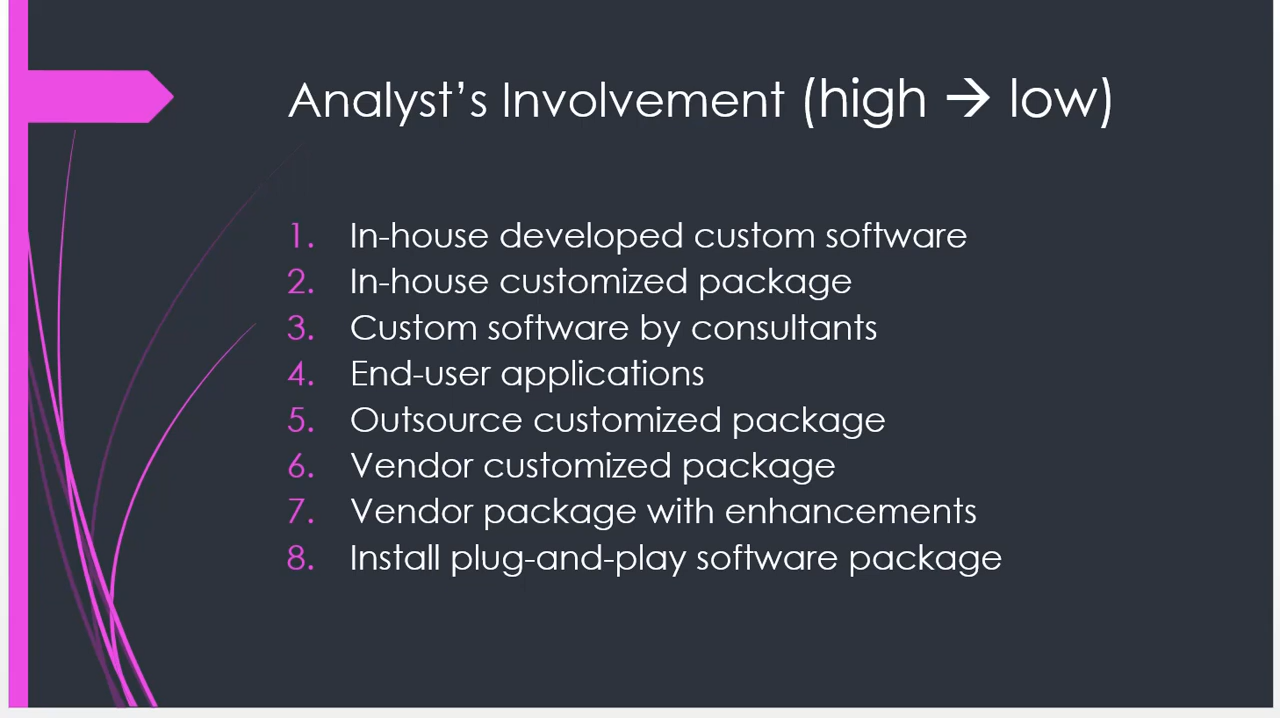 Analyst's Involvement (high → low)
1. In-house developed custom software
2. In-house customized package
3. Custom software by consultants
4. End-user applications
5. Outsource customized package
6. Vendor customized package
7. Vendor package with enhancements
8. Install plug-and-play software package